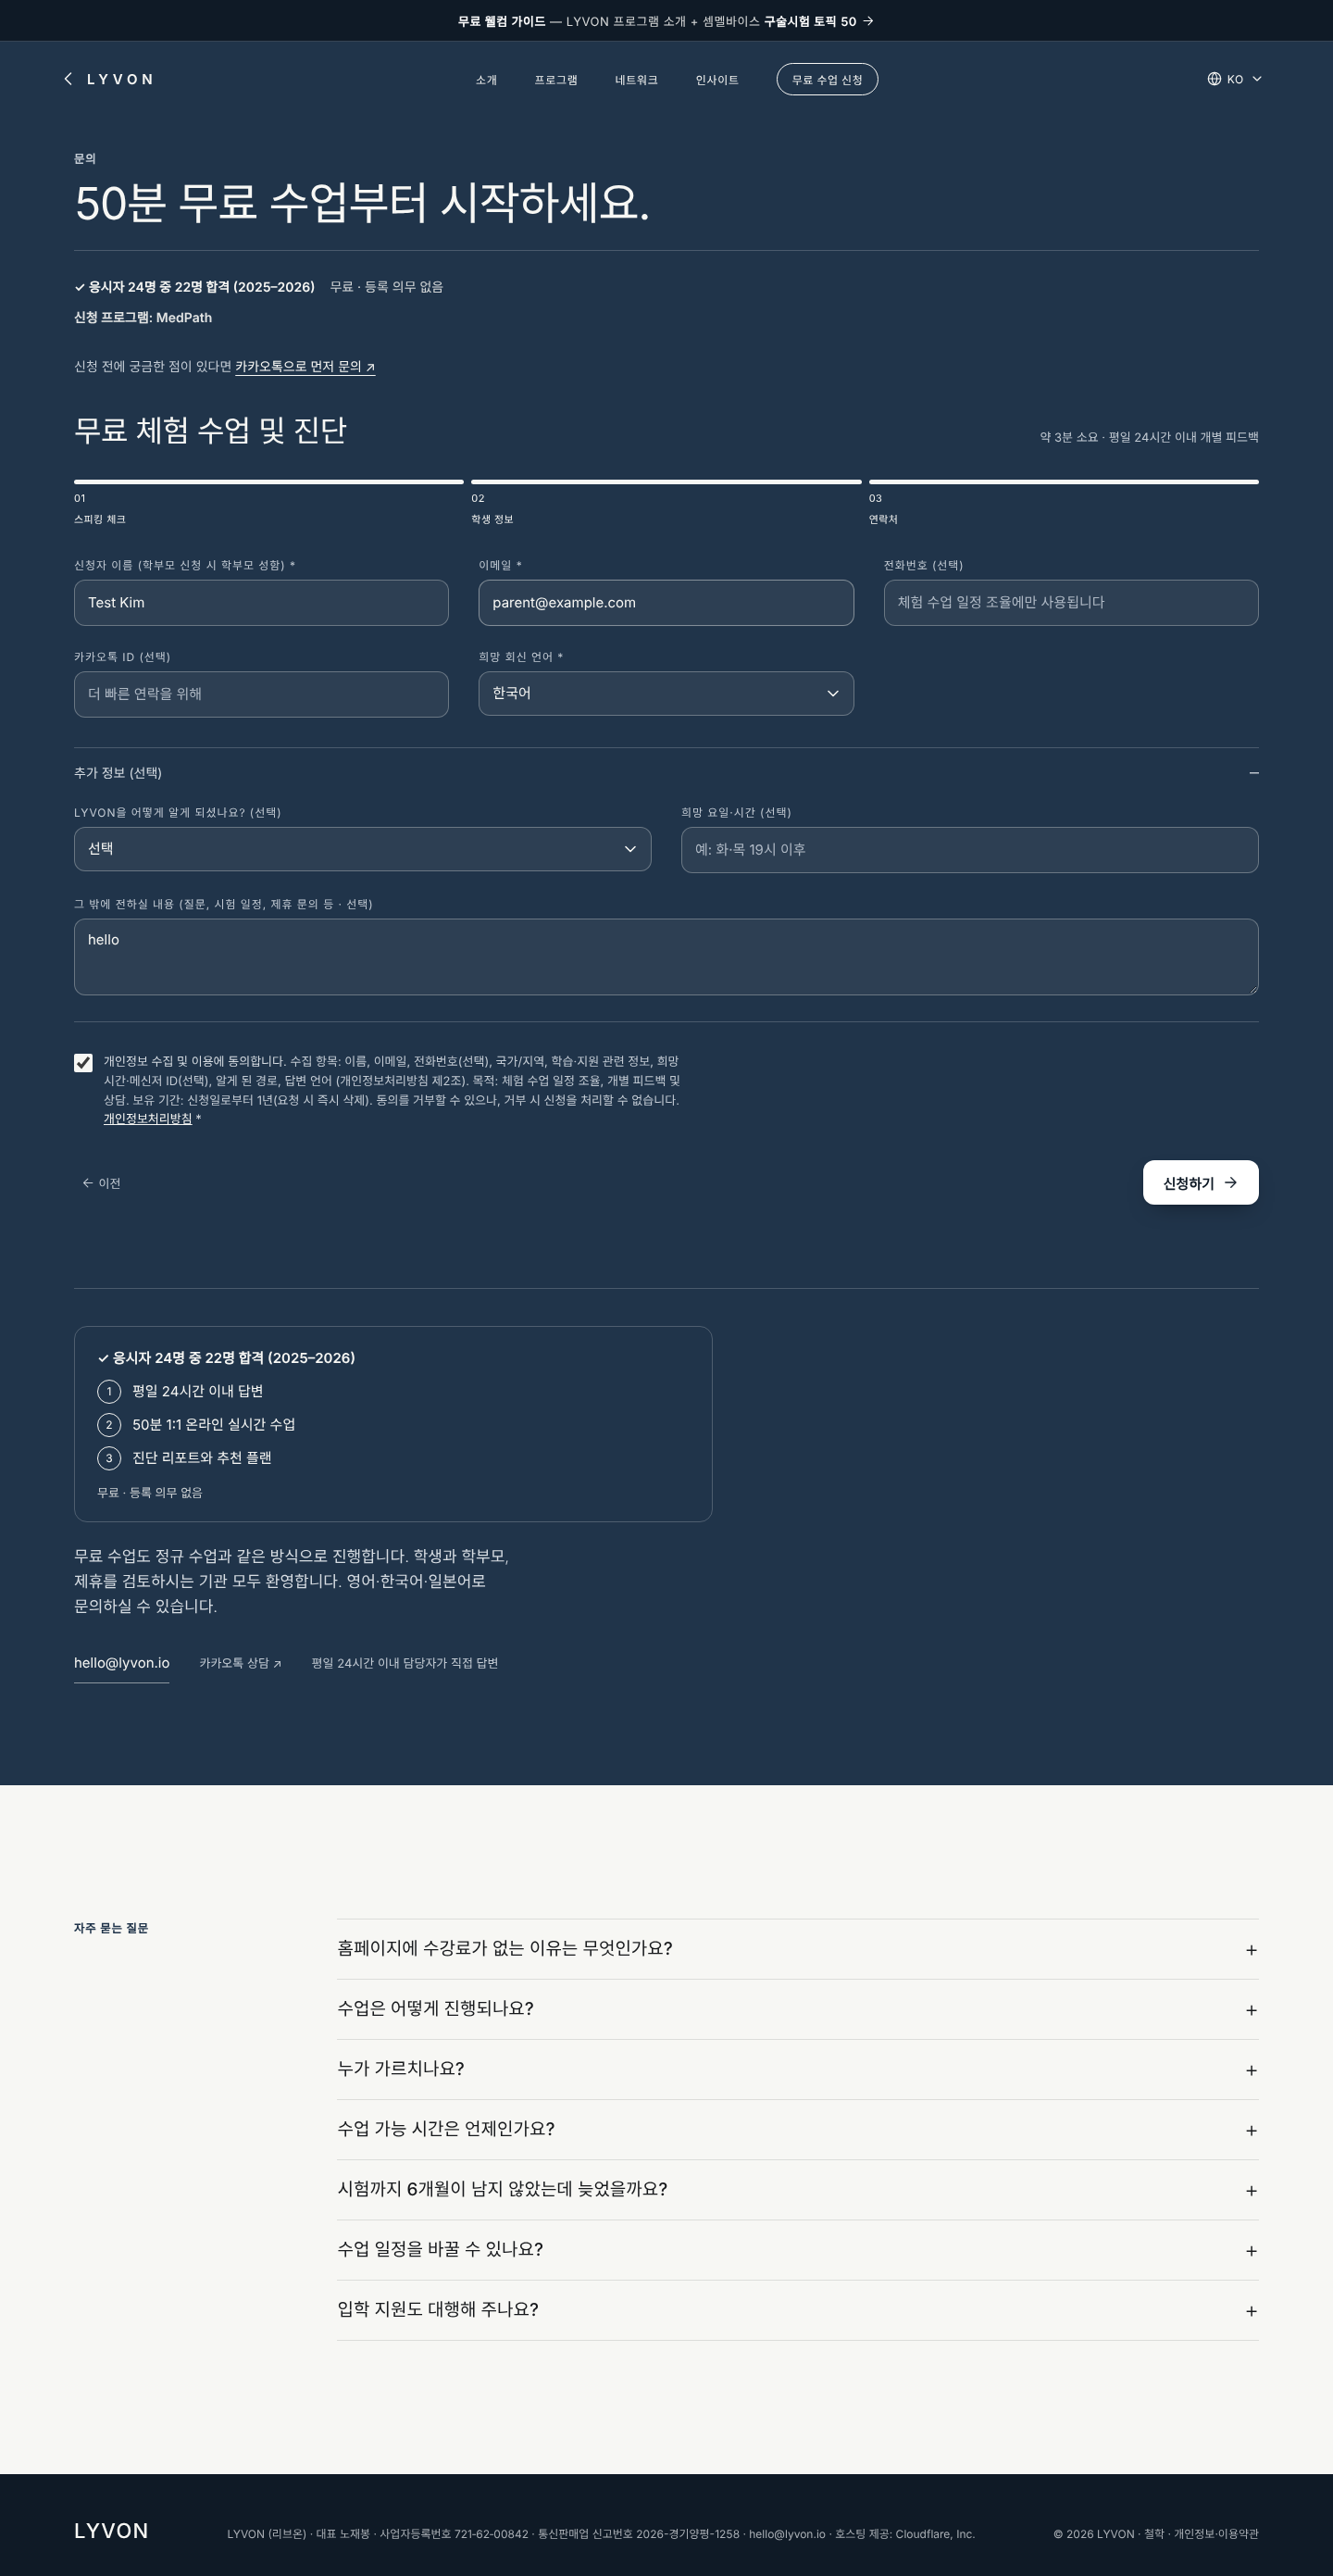 무료 웰컴 가이드 — LYVON 프로그램 소개 + 셈멜바이스 구술시험 토픽 50 →
LYVON
소개
프로그램
네트워크
인사이트
무료 수업 신청
KO
문의
50분 무료 수업부터 시작하세요.
✓ 응시자 24명 중 22명 합격 (2025–2026) 무료 · 등록 의무 없음
신청 프로그램: MedPath
신청 전에 궁금한 점이 있다면 카카오톡으로 먼저 문의 ↗
무료 체험 수업 및 진단
약 3분 소요 · 평일 24시간 이내 개별 피드백
01
스피킹 체크
02
학생 정보
03
연락처
신청자 이름 (학부모 신청 시 학부모 성함) *
Test Kim
이메일 *
parent@example.com
전화번호 (선택)
체험 수업 일정 조율에만 사용됩니다
카카오톡 ID (선택)
더 빠른 연락을 위해
희망 회신 언어 *
한국어
추가 정보 (선택)
LYVON을 어떻게 알게 되셨나요? (선택)
선택
희망 요일·시간 (선택)
예: 화·목 19시 이후
그 밖에 전하실 내용 (질문, 시험 일정, 제휴 문의 등 · 선택)
hello
개인정보 수집 및 이용에 동의합니다. 수집 항목: 이름, 이메일, 전화번호(선택), 국가/지역, 학습·지원 관련 정보, 희망
시간·메신저 ID(선택), 알게 된 경로, 답변 언어 (개인정보처리방침 제2조). 목적: 체험 수업 일정 조율, 개별 피드백 및
상담. 보유 기간: 신청일로부터 1년(요청 시 즉시 삭제). 동의를 거부할 수 있으나, 거부 시 신청을 처리할 수 없습니다.
개인정보처리방침 *
← 이전
신청하기 →
✓ 응시자 24명 중 22명 합격 (2025–2026)
1 평일 24시간 이내 답변
2 50분 1:1 온라인 실시간 수업
3 진단 리포트와 추천 플랜
무료 · 등록 의무 없음
무료 수업도 정규 수업과 같은 방식으로 진행합니다. 학생과 학부모,
제휴를 검토하시는 기관 모두 환영합니다. 영어·한국어·일본어로
문의하실 수 있습니다.
hello@lyvon.io
카카오톡 상담 ↗
평일 24시간 이내 담당자가 직접 답변
자주 묻는 질문
홈페이지에 수강료가 없는 이유는 무엇인가요? +
수업은 어떻게 진행되나요? +
누가 가르치나요? +
수업 가능 시간은 언제인가요? +
시험까지 6개월이 남지 않았는데 늦었을까요? +
수업 일정을 바꿀 수 있나요? +
입학 지원도 대행해 주나요? +
LYVON
LYVON (리브온) · 대표 노재봉 · 사업자등록번호 721-62-00842 · 통신판매업 신고번호 2026-경기양평-1258 · hello@lyvon.io · 호스팅 제공: Cloudflare, Inc.
© 2026 LYVON · 철학 · 개인정보·이용약관